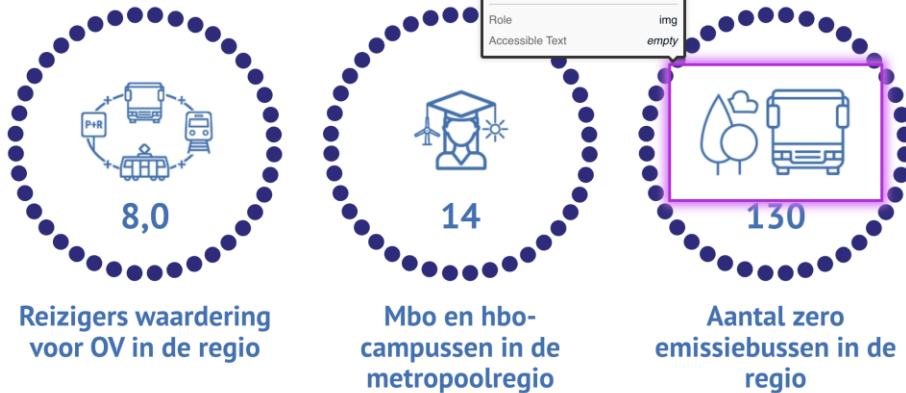 Role img
Accessible Text empty
P+R
8,0
14
130
Reizigers waardering
voor OV in de regio
Mbo en hbo-
campussen in de
metropoolregio
Aantal zero
emissiebussen in de
regio